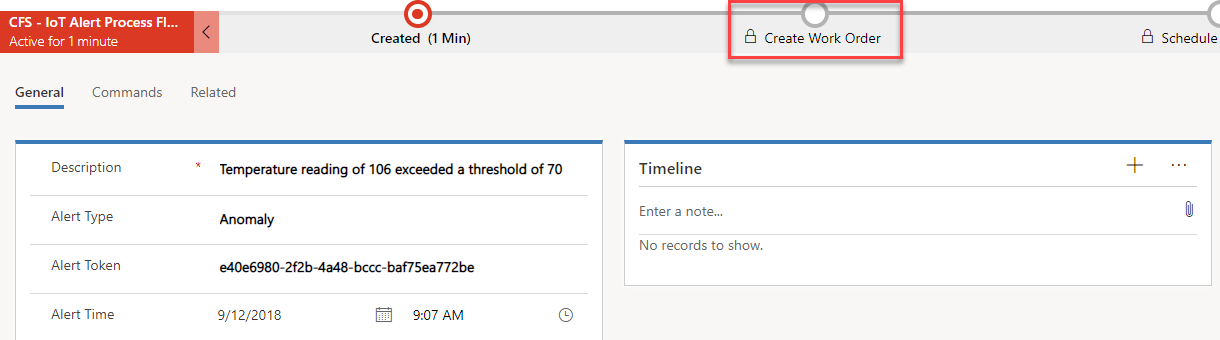 CFS - IoT Alert Process Fl...
Active for 1 minute
Created (1 Min)
Create Work Order
Schedule
General Commands Related
Description * Temperature reading of 106 exceeded a threshold of 70
Alert Type Anomaly
Alert Token e40e6980-2f2b-4a48-bccc-baf75ea772be
Alert Time 9/12/2018 9:07 AM
Timeline
Enter a note...
No records to show.